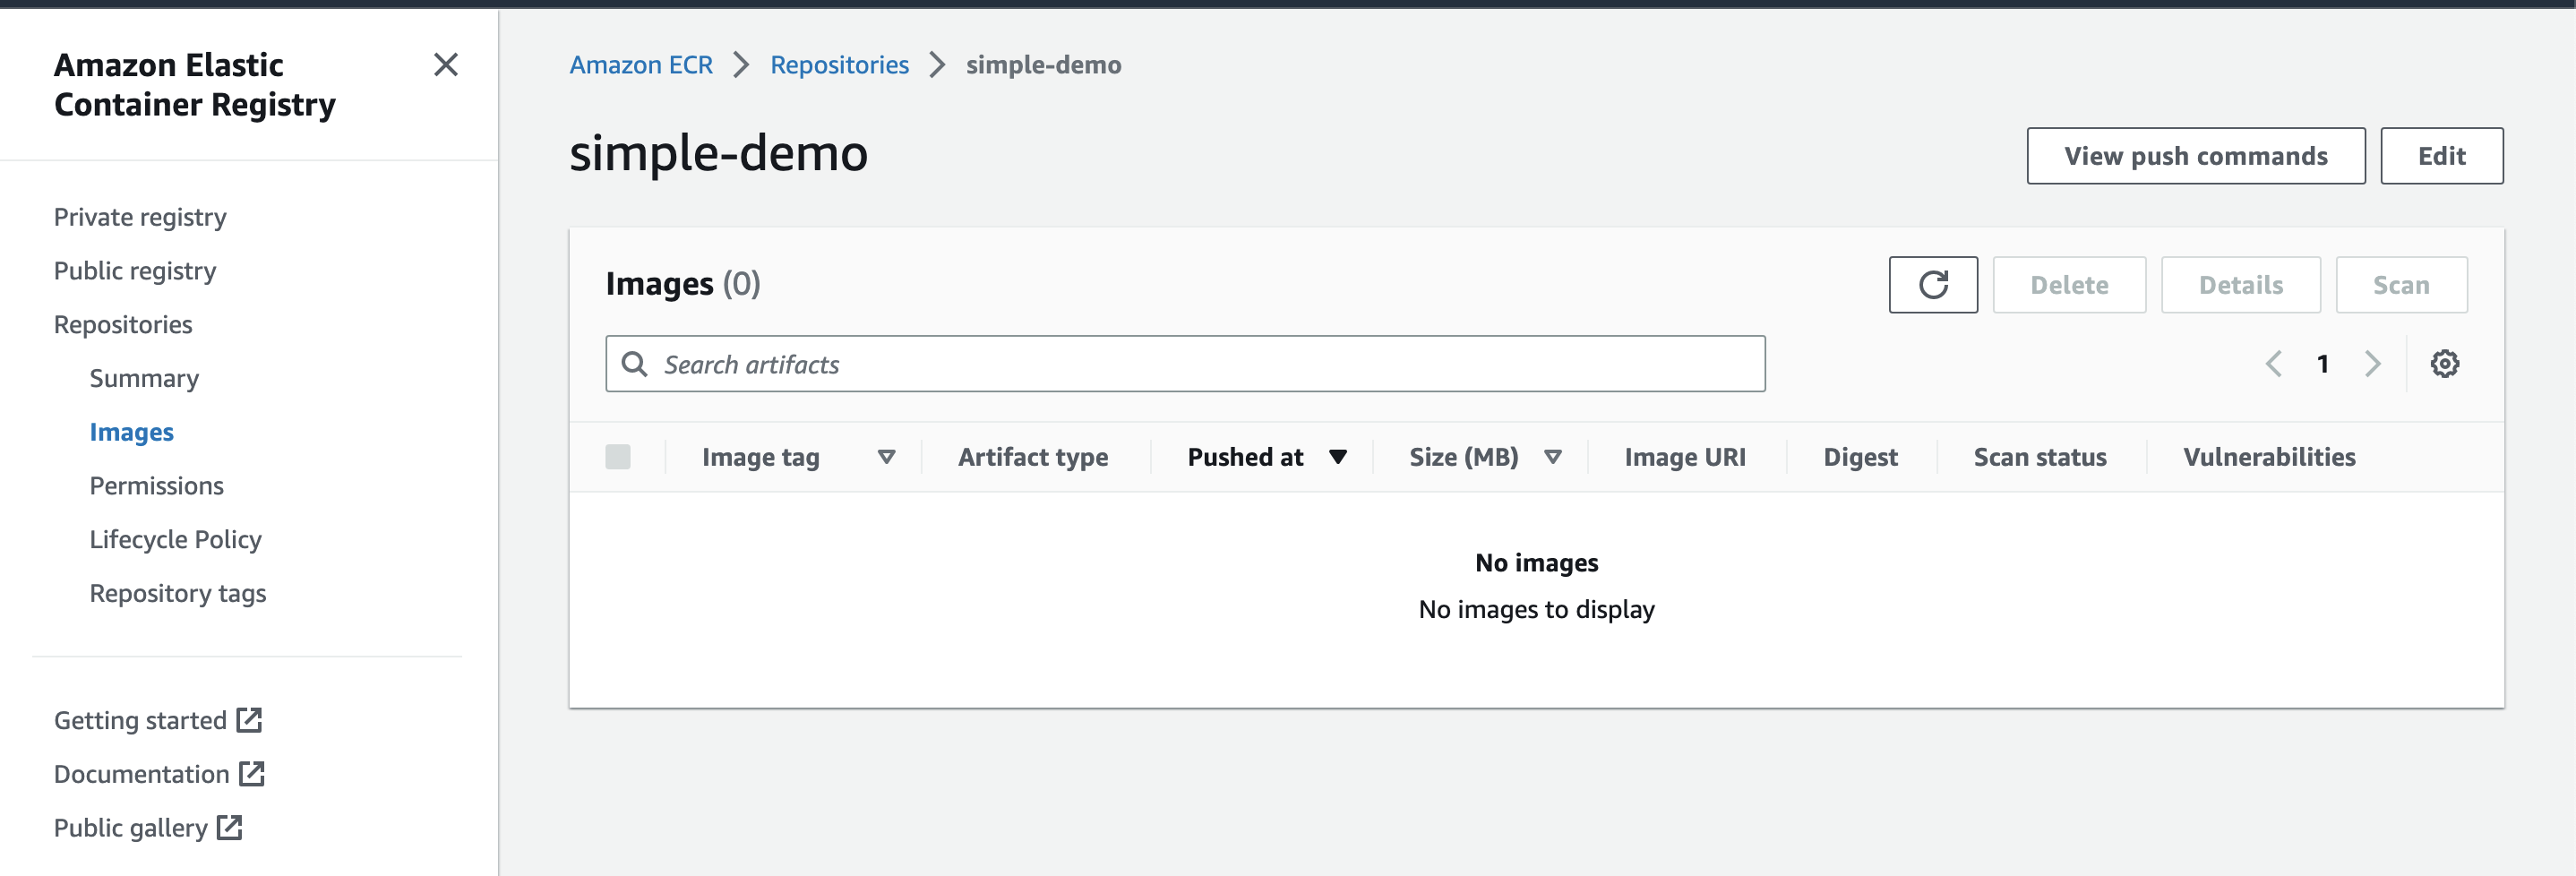 Amazon Elastic
Container Registry
Private registry
Public registry
Repositories
Summary
Images
Permissions
Lifecycle Policy
Repository tags
Getting started
Documentation
Public gallery
Amazon ECR Repositories simple-demo
simple-demo
View push commands Edit
Images (0)
Delete Details Scan
Search artifacts
1
Image tag Artifact type Pushed at Size (MB) Image URI Digest Scan status Vulnerabilities
No images
No images to display